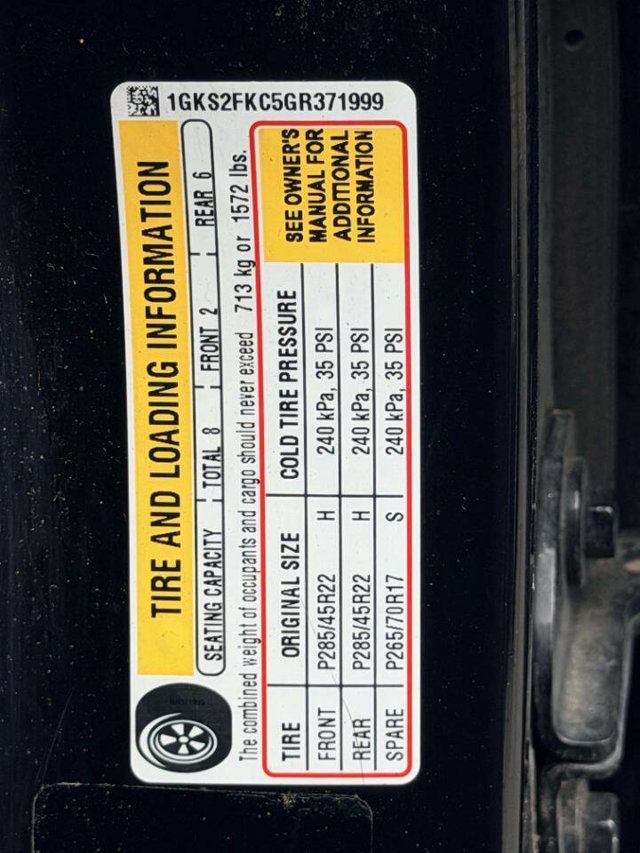 1GKS2FKC5GR371999
TIRE AND LOADING INFORMATION
SEATING CAPACITY TOTAL 8 FRONT 2 REAR 6
The combined weight of occupants and cargo should never exceed 713 kg or 1572 lbs.
TIRE ORIGINAL SIZE COLD TIRE PRESSURE
FRONT P285/45R22 H 240 kPa, 35 PSI
REAR P285/45R22 H 240 kPa, 35 PSI
SPARE P265/70R17 S 240 kPa, 35 PSI
SEE OWNER'S
MANUAL FOR
ADDITIONAL
INFORMATION